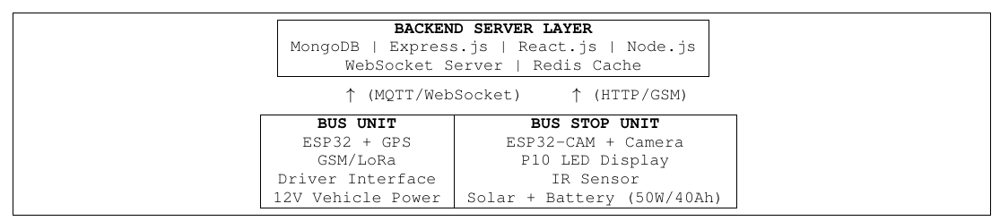 BACKEND SERVER LAYER
MongoDB | Express.js | React.js | Node.js
WebSocket Server | Redis Cache
↑ (MQTT/WebSocket) ↑ (HTTP/GSM)
BUS UNIT
ESP32 + GPS
GSM/LoRa
Driver Interface
12V Vehicle Power
BUS STOP UNIT
ESP32-CAM + Camera
P10 LED Display
IR Sensor
Solar + Battery (50W/40Ah)